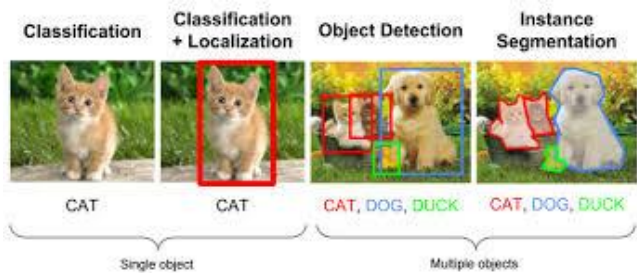 Classification
Classification
+ Localization
Object Detection
Instance
Segmentation
CAT
CAT
CAT, DOG, DUCK
CAT, DOG, DUCK
Single object
Multiple objects